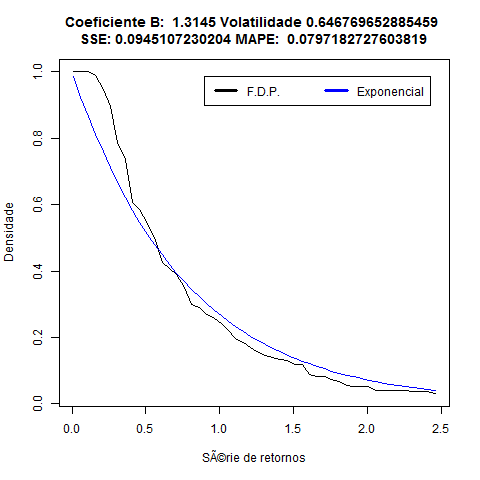 Coeficiente B:  1.3145 Volatilidade 0.646769652885459
SSE: 0.0945107230204 MAPE:  0.0797182727603819
F.D.P.
Exponencial
Densidade
1.0
0.8
0.6
0.4
0.2
0.0
0.0
0.5
1.0
1.5
2.0
2.5
SÃ©rie de retornos